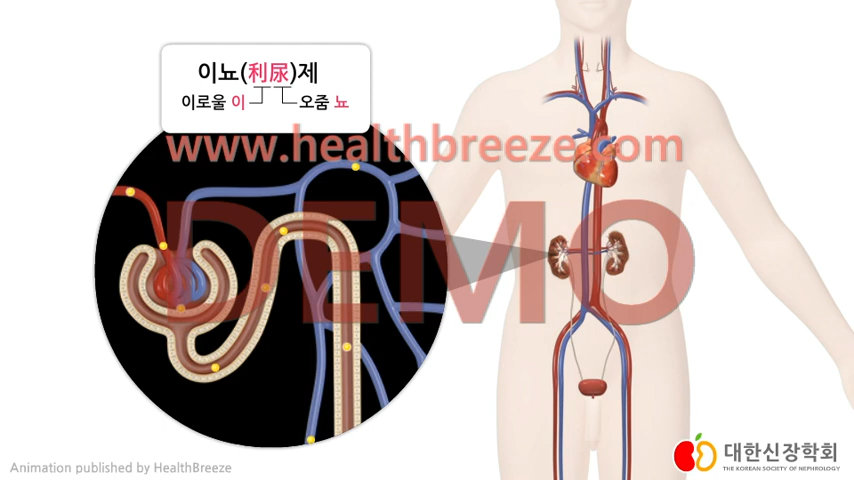 이뇨(利尿)제
이로울 이 오줌 뇨
www.healthbreeze.com
DEMO
대한신장학회
THE KOREAN SOCIETY OF NEPHROLOGY
Animation published by HealthBreeze